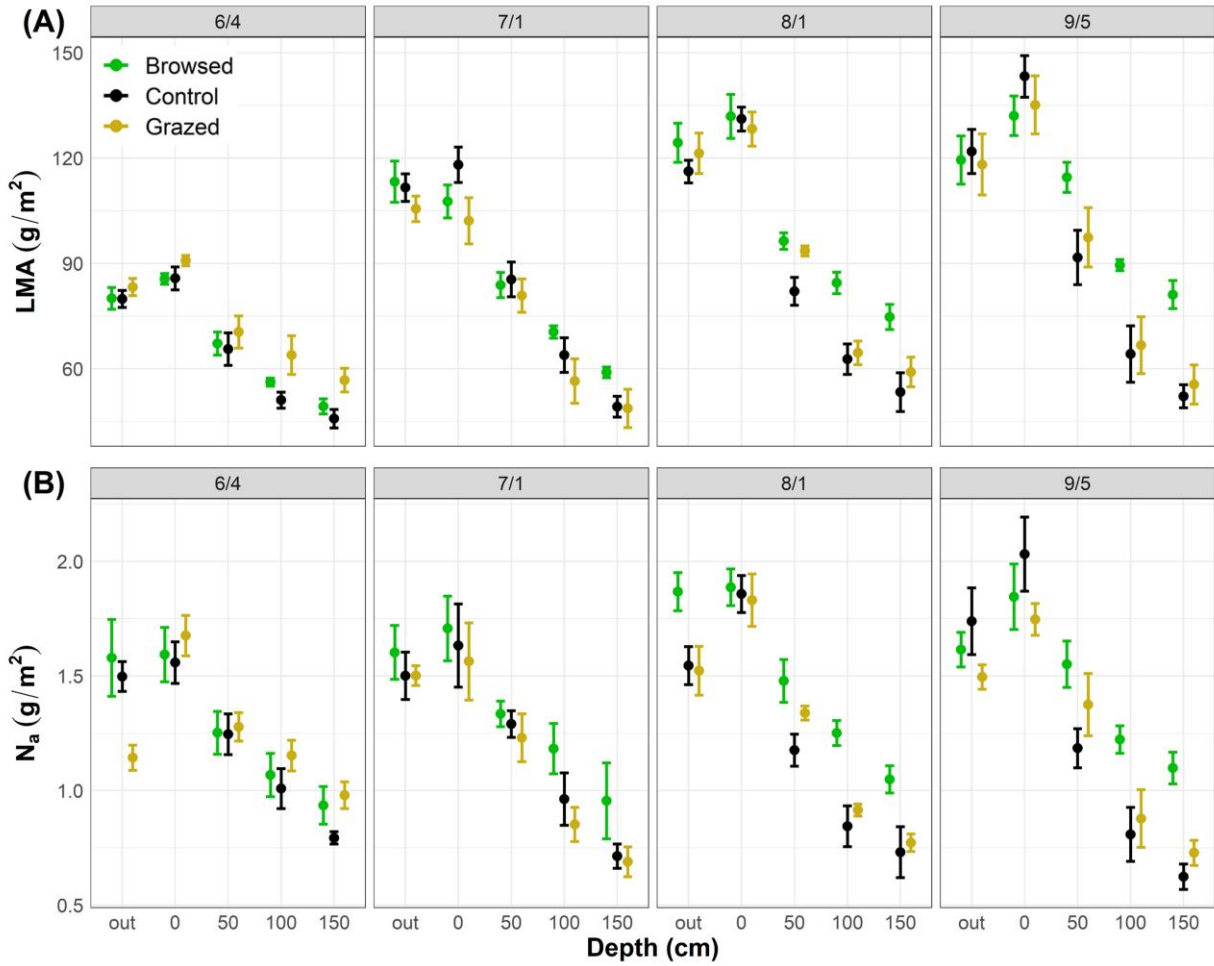 (A)
6/4 7/1 8/1 9/5
150
120
90
60
LMA (g/m²)
Browsed
Control
Grazed
(B)
6/4 7/1 8/1 9/5
2.0
1.5
1.0
0.5
Nₐ (g/m²)
out 0 50 100 150 out 0 50 100 150 out 0 50 100 150 out 0 50 100 150
Depth (cm)